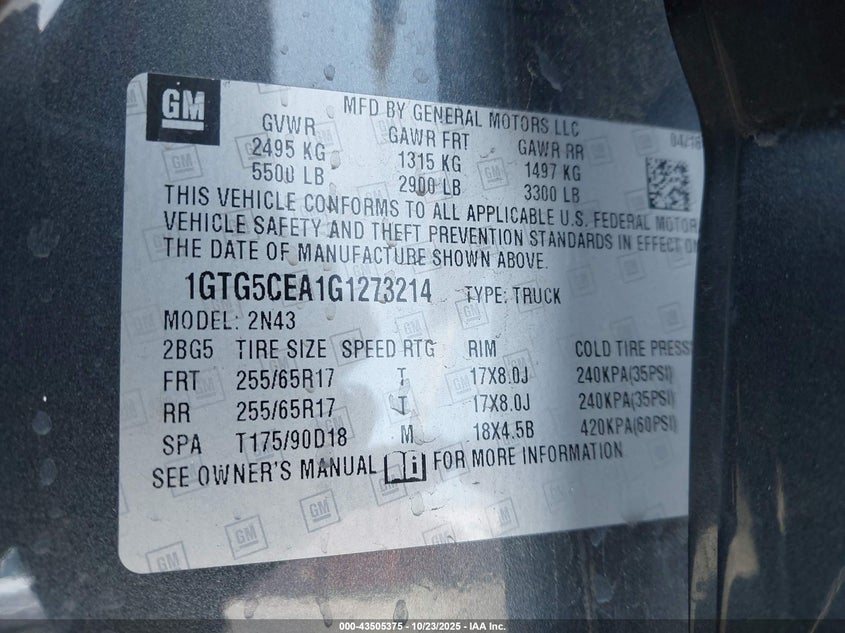 GM
MFD BY GENERAL MOTORS LLC 04/16
GVWR GAWR FRT GAWR RR
2495 KG 1315 KG 1497 KG
5500 LB 2900 LB 3300 LB
THIS VEHICLE CONFORMS TO ALL APPLICABLE U.S. FEDERAL MOTOR
VEHICLE SAFETY AND THEFT PREVENTION STANDARDS IN EFFECT ON
THE DATE OF MANUFACTURE SHOWN ABOVE.
1GTG5CEA1G1273214 TYPE: TRUCK
MODEL: 2N43
2BG5 TIRE SIZE SPEED RTG RIM COLD TIRE PRESS
FRT 255/65R17 T 17X8.0J 240KPA(35PSI)
RR 255/65R17 T 17X8.0J 240KPA(35PSI)
SPA T175/90D18 M 18X4.5B 420KPA(60PSI)
SEE OWNER'S MANUAL FOR MORE INFORMATION
000-43505375 - 10/23/2025 - IAA Inc.